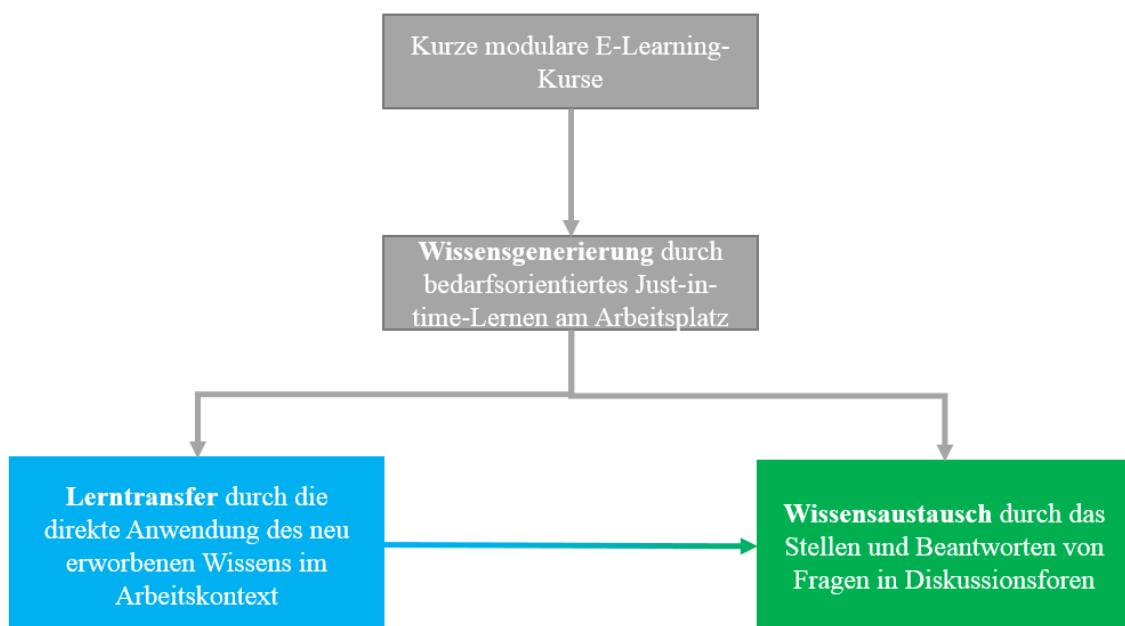 Kurze modulare E-Learning-
Kurse
Wissensgenerierung durch
bedarfsorientiertes Just-in-
time-Lernen am Arbeitsplatz
Lerntransfer durch die
direkte Anwendung des neu
erworbenen Wissens im
Arbeitskontext
Wissensaustausch durch das
Stellen und Beantworten von
Fragen in Diskussionsforen